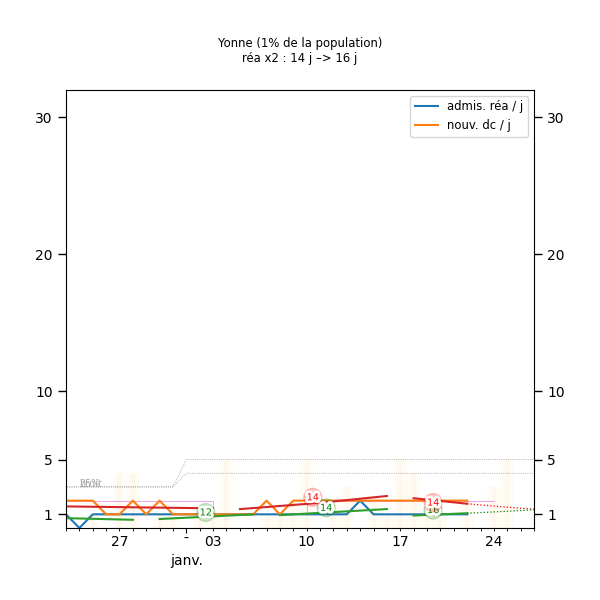 Yonne (1% de la population)
réa x2 : 14 j –> 16 j
admis. réa / j
nouv. dc / j
30 30
20 20
10 10
5 5
1 1
12
14
14
14
16
27 - 03 10 17 24
janv.